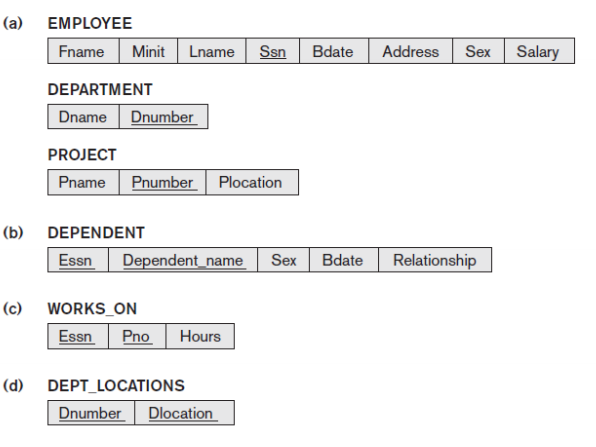 (a) EMPLOYEE
Fname Minit Lname Ssn Bdate Address Sex Salary
DEPARTMENT
Dname Dnumber
PROJECT
Pname Pnumber Plocation
(b) DEPENDENT
Essn Dependent_name Sex Bdate Relationship
(c) WORKS_ON
Essn Pno Hours
(d) DEPT_LOCATIONS
Dnumber Dlocation